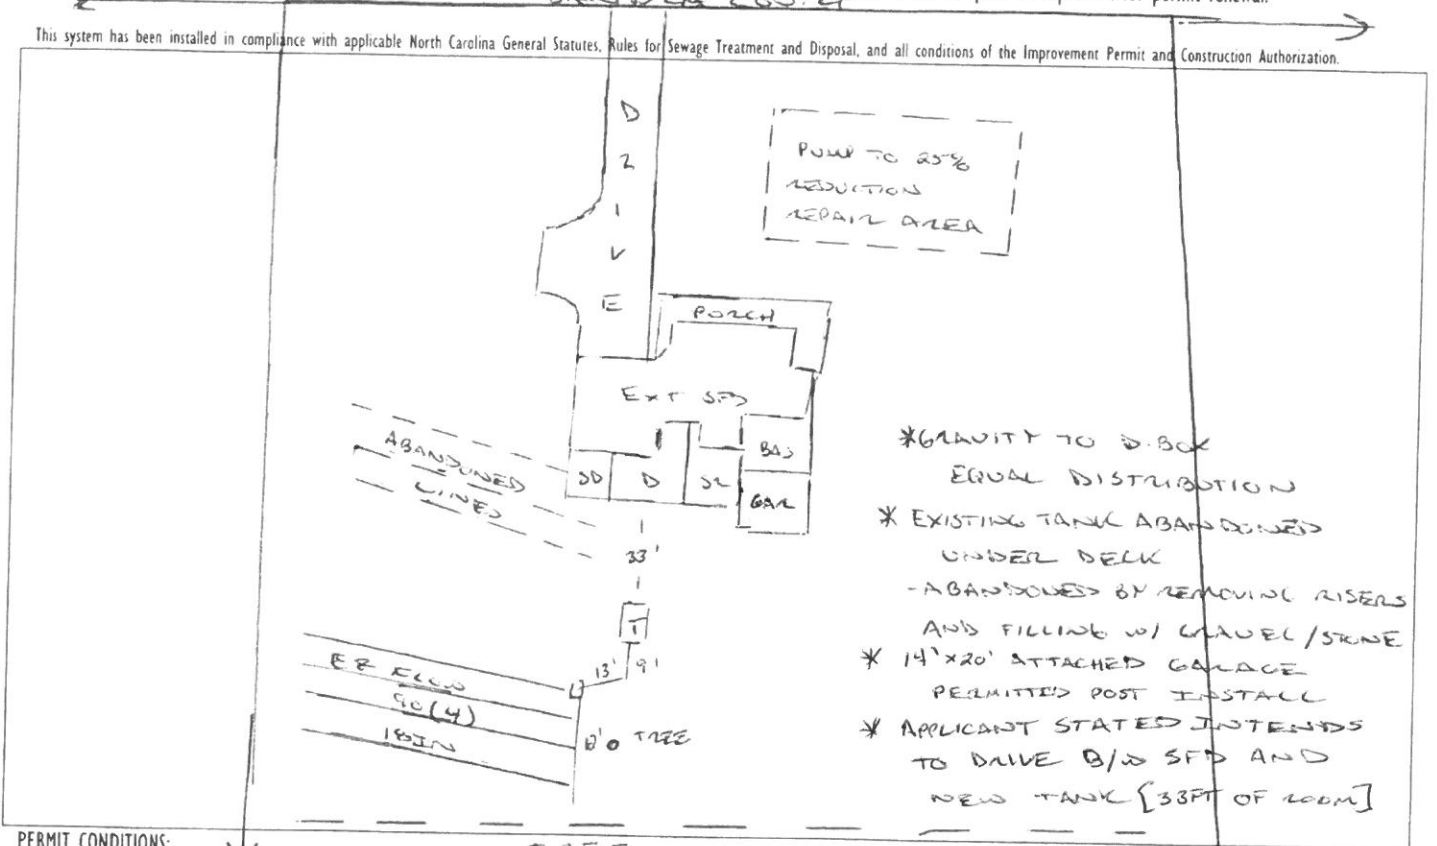 This system has been installed in compliance with applicable North Carolina General Statutes, Rules for Sewage Treatment and Disposal, and all conditions of the Improvement Permit and Construction Authorization.
D
R
I
V
E
PUMP TO 25%
REDUCTION
REPAIR AREA
PORCH
EXT SFD
BAS
SD
D
SR
GAR
ABANDONED
LINES
33'
T
13'
9'
EZ FLOW
90(4)
18IN
8'
TREE
*GRAVITY TO D-BOX
EQUAL DISTRIBUTION
* EXISTING TANK ABANDONED
UNDER DECK
-ABANDONED BY REMOVING RISERS
AND FILLING W/ GRAVEL/STONE
* 14'x20' ATTACHED GARAGE
PERMITTED POST INSTALL
* APPLICANT STATED INTENDS
TO DRIVE B/W SFD AND
NEW TANK [33FT OF ROOM]
PERMIT CONDITIONS: